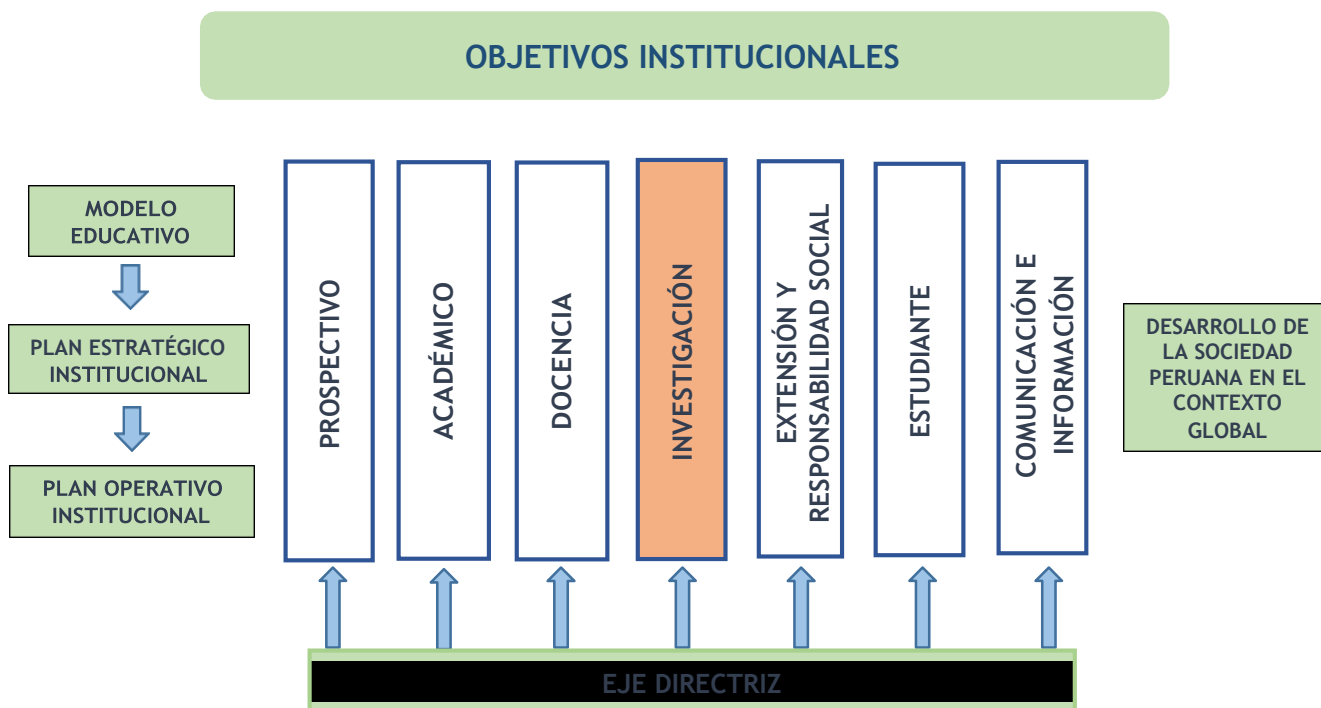 OBJETIVOS INSTITUCIONALES
MODELO
EDUCATIVO
PLAN ESTRATÉGICO
INSTITUCIONAL
PLAN OPERATIVO
INSTITUCIONAL
PROSPECTIVO
ACADÉMICO
DOCENCIA
INVESTIGACIÓN
EXTENSIÓN Y
RESPONSABILIDAD SOCIAL
ESTUDIANTE
COMUNICACIÓN E
INFORMACIÓN
DESARROLLO DE
LA SOCIEDAD
PERUANA EN EL
CONTEXTO
GLOBAL
EJE DIRECTRIZ